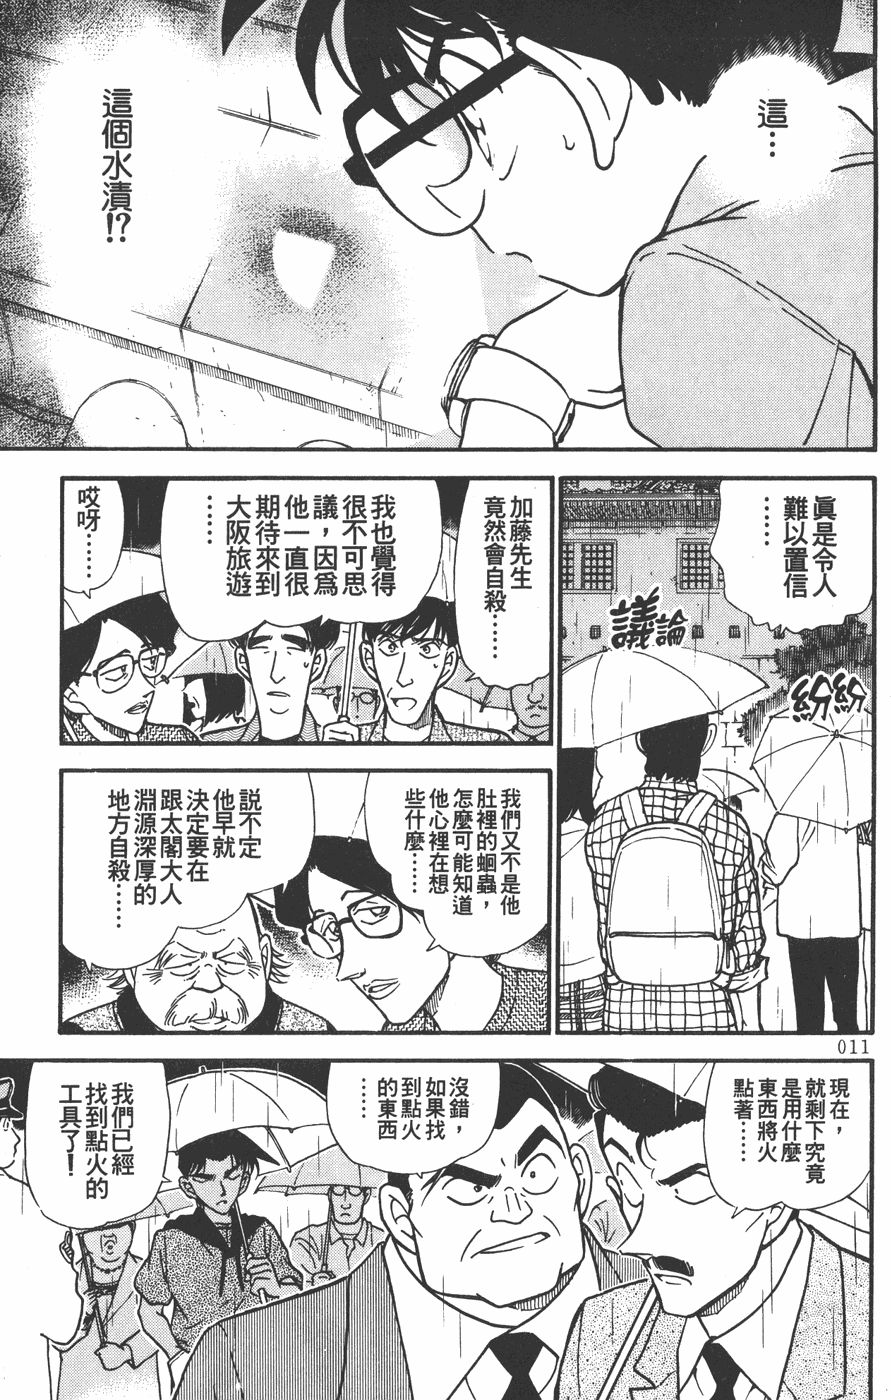 這…
這個水漬!?
眞是令人
難以置信
……
議論
紛紛
加藤先生
竟然會自殺……
我也覺得
很不可思
議，因爲
他一直很
期待來到
大阪旅遊
……
哎呀……
我們又不是他
肚裡的蛔蟲，
怎麼可能知道
他心裡在想
些什麼……
說不定
他早就
決定要在
跟太閣大人
淵源深厚的
地方自殺……
011
現在，
就剩下究竟
是用什麼
東西將火
點著……
沒錯，
如果找
到點火
的東西
我們已經
找到點火的
工具了！